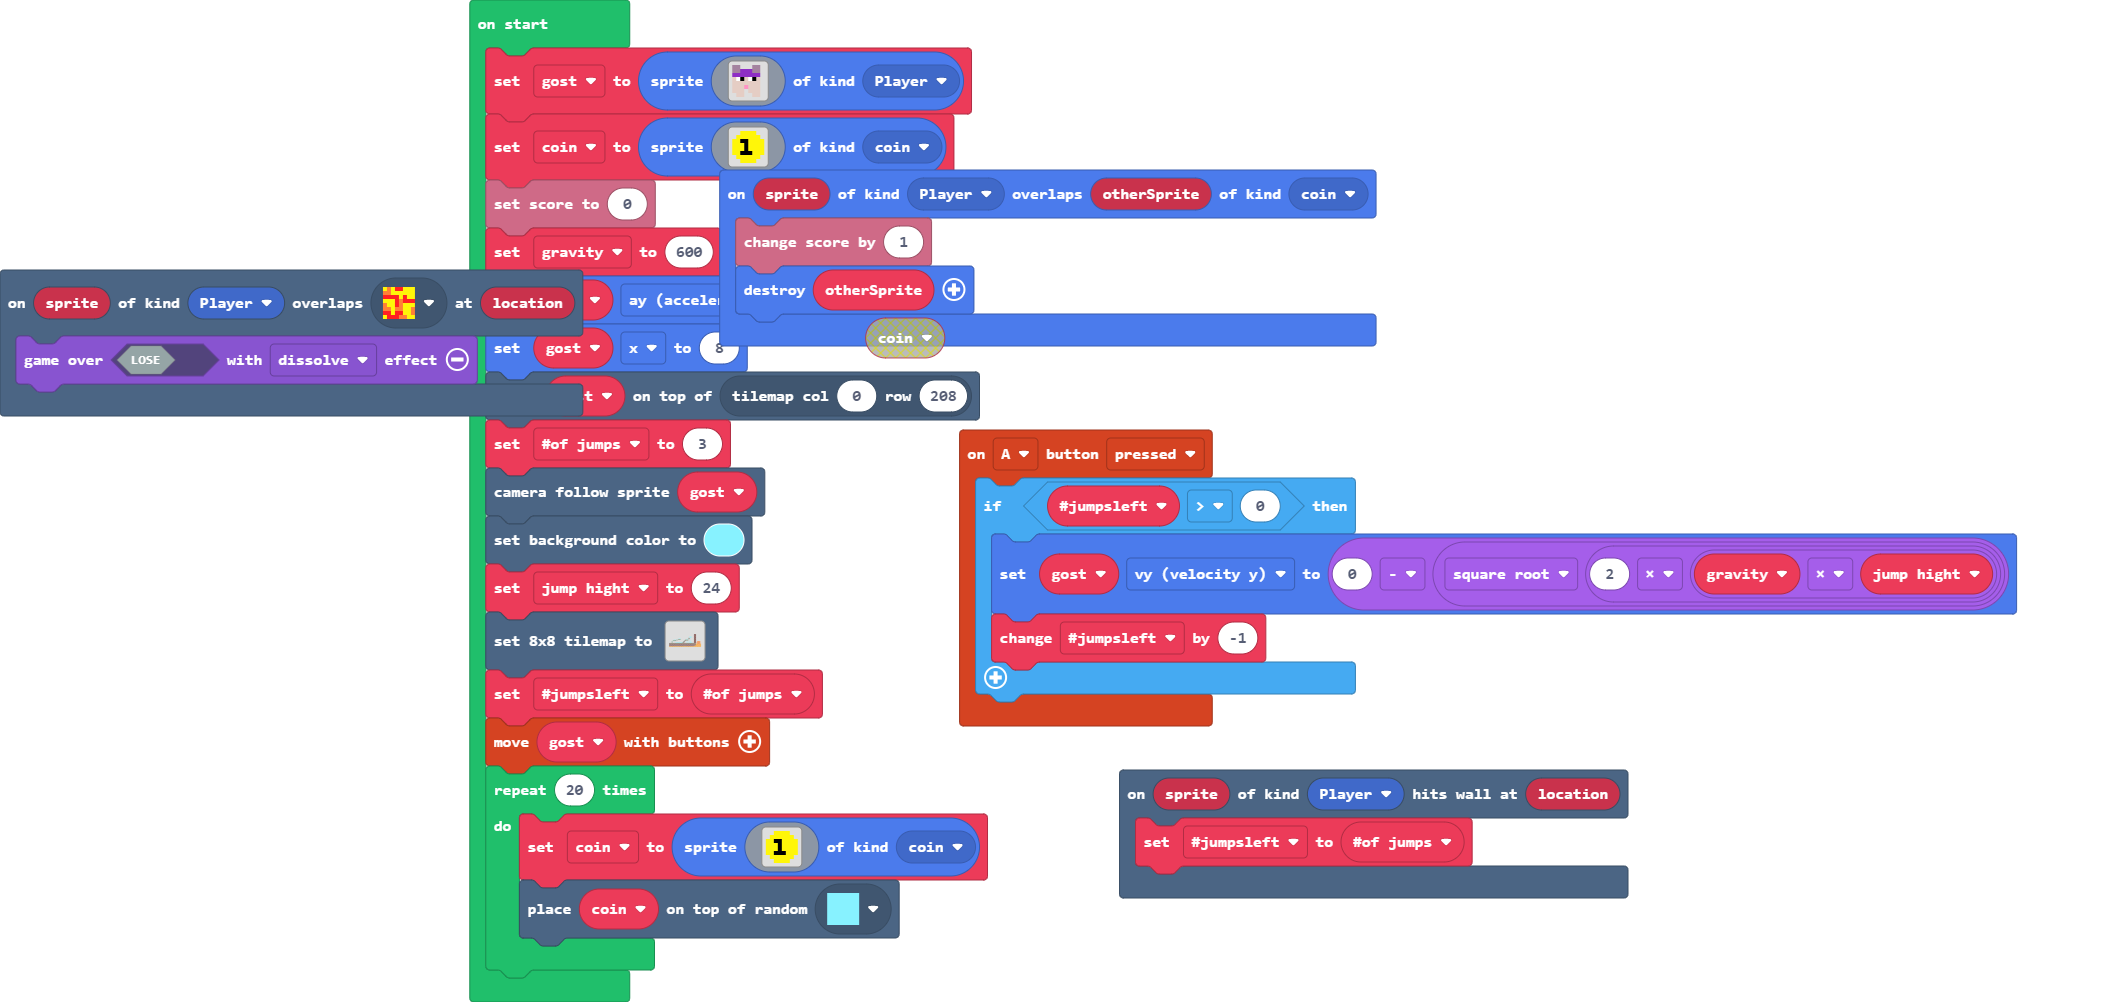 on start
set gost to sprite of kind Player
set coin to sprite 1 of kind coin
set score to 0
set gravity to 600
ay (acceler
set gost x to 8
t on top of tilemap col 0 row 208
set #of jumps to 3
camera follow sprite gost
set background color to
set jump hight to 24
set 8x8 tilemap to
set #jumpsleft to #of jumps
move gost with buttons
repeat 20 times
do set coin to sprite 1 of kind coin
place coin on top of random
on sprite of kind Player overlaps at location
game over LOSE with dissolve effect
on sprite of kind Player overlaps otherSprite of kind coin
change score by 1
destroy otherSprite
coin
on A button pressed
if #jumpsleft > 0 then
set gost vy (velocity y) to 0 - square root 2 × gravity × jump hight
change #jumpsleft by -1
on sprite of kind Player hits wall at location
set #jumpsleft to #of jumps